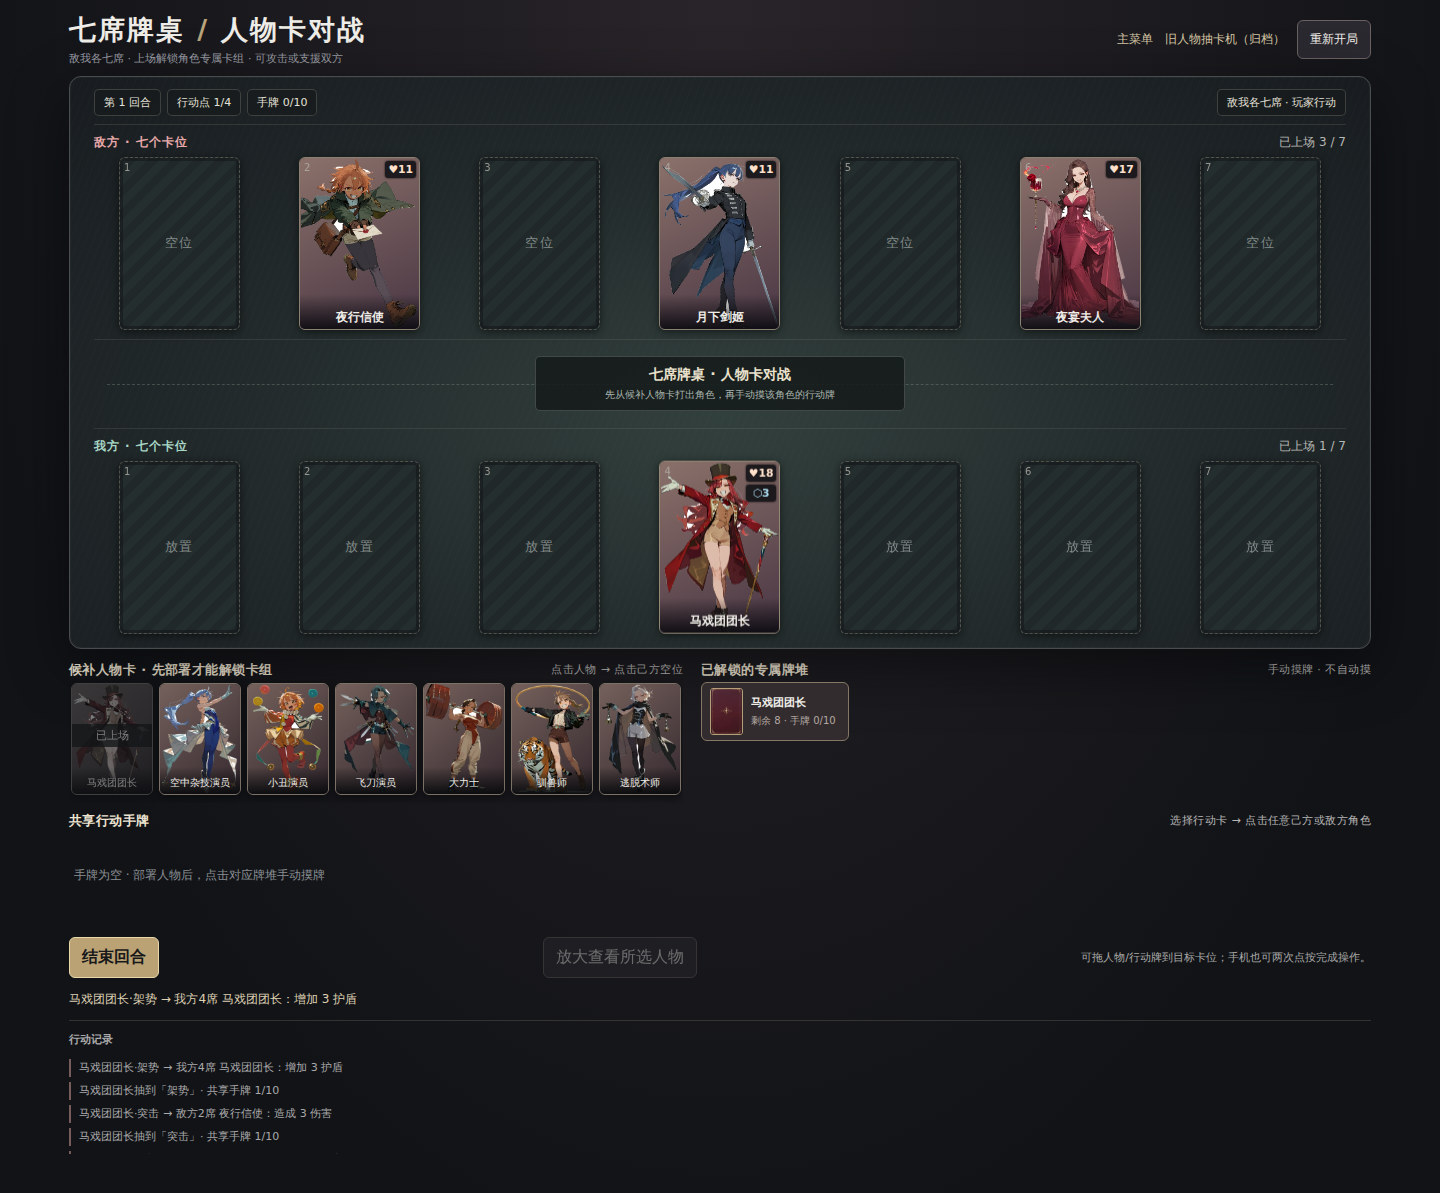 七席牌桌 / 人物卡对战
敌我各七席 · 上场解锁角色专属卡组 · 可攻击或支援双方
主菜单 旧人物抽卡机（归档） 重新开局
第 1 回合 行动点 1/4 手牌 0/10 敌我各七席 · 玩家行动
敌方 · 七个卡位 已上场 3 / 7
1 2 ♥11 3 4 ♥11 5 6 ♥17 7
空位 空位 空位 空位
夜行信使 月下剑姬 夜宴夫人
七席牌桌 · 人物卡对战
先从候补人物卡打出角色，再手动摸该角色的行动牌
我方 · 七个卡位 已上场 1 / 7
1 2 3 4 ♥18 5 6 7
⬡3
放置 放置 放置 放置 放置 放置
马戏团团长
候补人物卡 · 先部署才能解锁卡组 点击人物 → 点击己方空位
已上场
马戏团团长 空中杂技演员 小丑演员 飞刀演员 大力士 驯兽师 逃脱术师
已解锁的专属牌堆 手动摸牌 · 不自动摸
马戏团团长
剩余 8 · 手牌 0/10
共享行动手牌 选择行动卡 → 点击任意己方或敌方角色
手牌为空 · 部署人物后，点击对应牌堆手动摸牌
结束回合 放大查看所选人物 可拖人物/行动牌到目标卡位；手机也可两次点按完成操作。
马戏团团长·架势 → 我方4席 马戏团团长：增加 3 护盾
行动记录
马戏团团长·架势 → 我方4席 马戏团团长：增加 3 护盾
马戏团团长抽到「架势」· 共享手牌 1/10
马戏团团长·突击 → 敌方2席 夜行信使：造成 3 伤害
马戏团团长抽到「突击」· 共享手牌 1/10